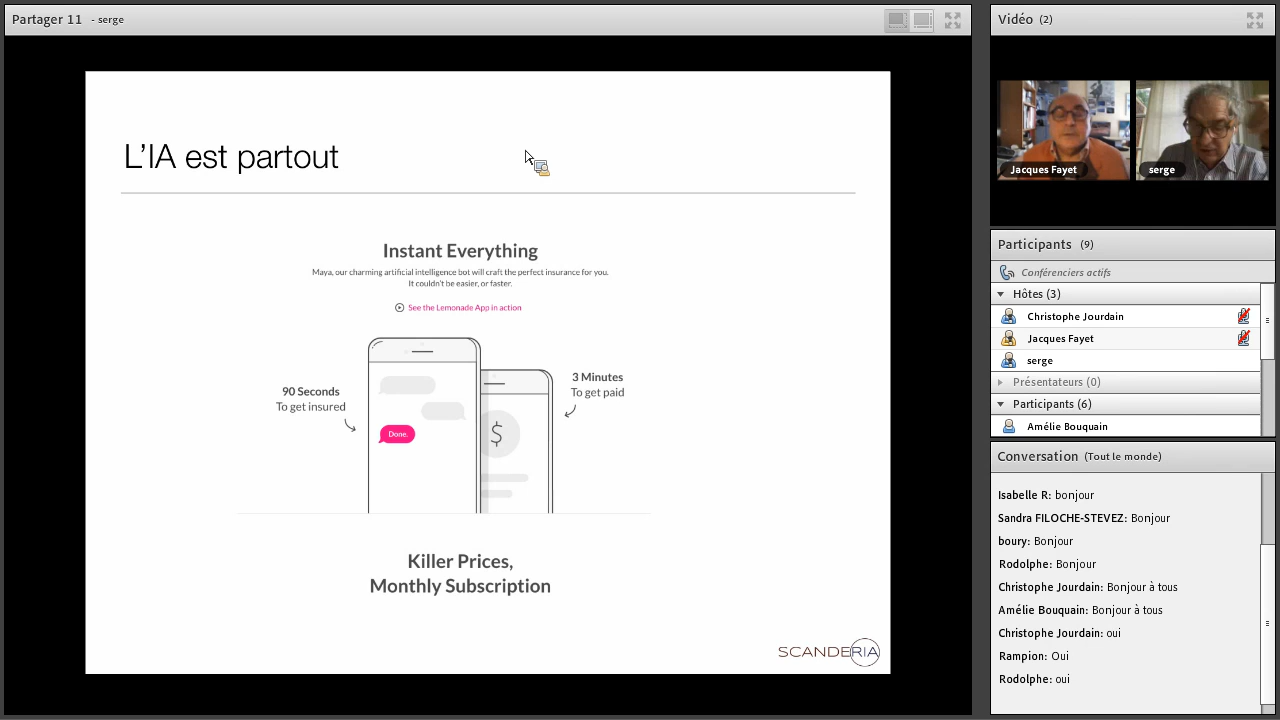 Partager 11 - serge
L'IA est partout
Instant Everything
Maya, our charming artificial intelligence bot will craft the perfect insurance for you.
It couldn't be easier, or faster.
See the Lemonade App in action
90 Seconds
To get insured
3 Minutes
To get paid
Done.
$
Killer Prices,
Monthly Subscription
SCANDERIA
Vidéo (2)
Jacques Fayet
serge
Participants (9)
Conférenciers actifs
Hôtes (3)
Christophe Jourdain
Jacques Fayet
serge
Présentateurs (0)
Participants (6)
Amélie Bouquain
Conversation (Tout le monde)
Isabelle R: bonjour
Sandra FILOCHE-STEVEZ: Bonjour
boury: Bonjour
Rodolphe: Bonjour
Christophe Jourdain: Bonjour à tous
Amélie Bouquain: Bonjour à tous
Christophe Jourdain: oui
Rampion: Oui
Rodolphe: oui